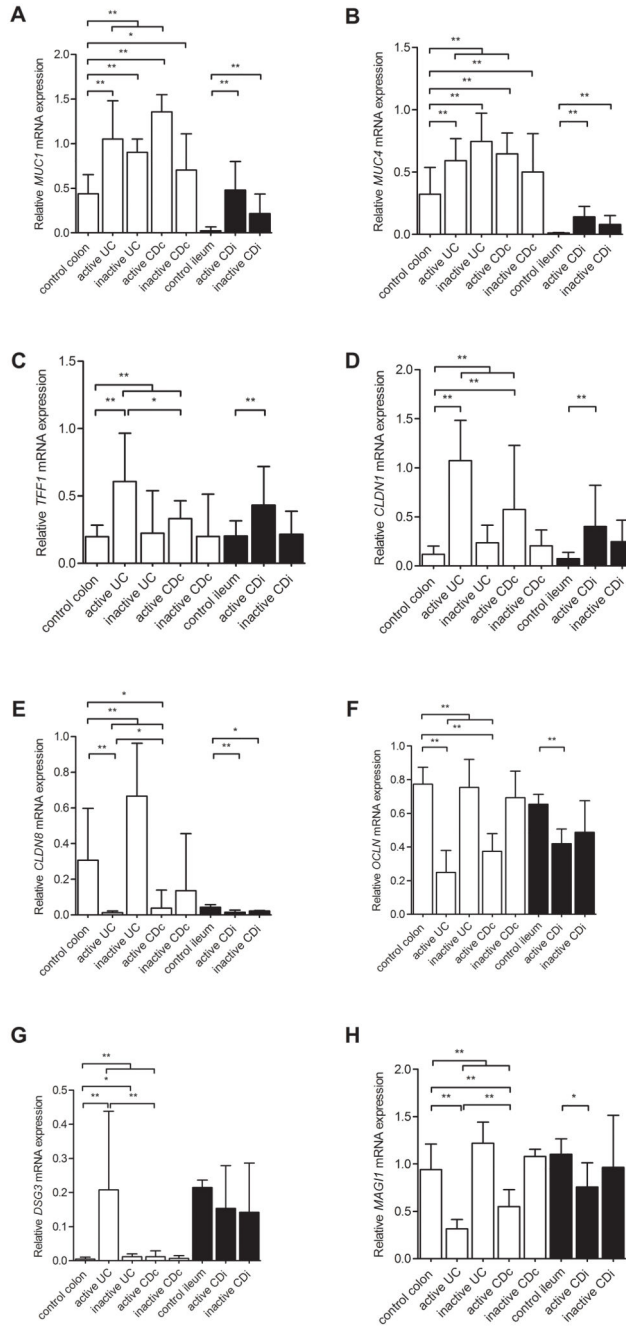 A
**
*
**
**
**
**
**
2.0
1.5
1.0
0.5
0.0
Relative MUC1 mRNA expression
control colon
active UC
inactive UC
active CDc
inactive CDc
control ileum
active CDi
inactive CDi
B
**
**
**
**
**
**
**
1.5
1.0
0.5
0.0
Relative MUC4 mRNA expression
control colon
active UC
inactive UC
active CDc
inactive CDc
control ileum
active CDi
inactive CDi
C
**
**
*
**
1.5
1.0
0.5
0.0
Relative TFF1 mRNA expression
control colon
active UC
inactive UC
active CDc
inactive CDc
control ileum
active CDi
inactive CDi
D
**
**
**
**
2.0
1.5
1.0
0.5
0.0
Relative CLDN1 mRNA expression
control colon
active UC
inactive UC
active CDc
inactive CDc
control ileum
active CDi
inactive CDi
E
*
**
*
**
*
**
1.0
0.8
0.6
0.4
0.2
0.0
Relative CLDN8 mRNA expression
control colon
active UC
inactive UC
active CDc
inactive CDc
control ileum
active CDi
inactive CDi
F
**
**
**
**
1.0
0.8
0.6
0.4
0.2
0.0
Relative OCLN mRNA expression
control colon
active UC
inactive UC
active CDc
inactive CDc
control ileum
active CDi
inactive CDi
G
**
*
**
**
0.5
0.4
0.3
0.2
0.1
0.0
Relative DSG3 mRNA expression
control colon
active UC
inactive UC
active CDc
inactive CDc
control ileum
active CDi
inactive CDi
H
**
**
**
**
*
2.0
1.5
1.0
0.5
0.0
Relative MAGI1 mRNA expression
control colon
active UC
inactive UC
active CDc
inactive CDc
control ileum
active CDi
inactive CDi